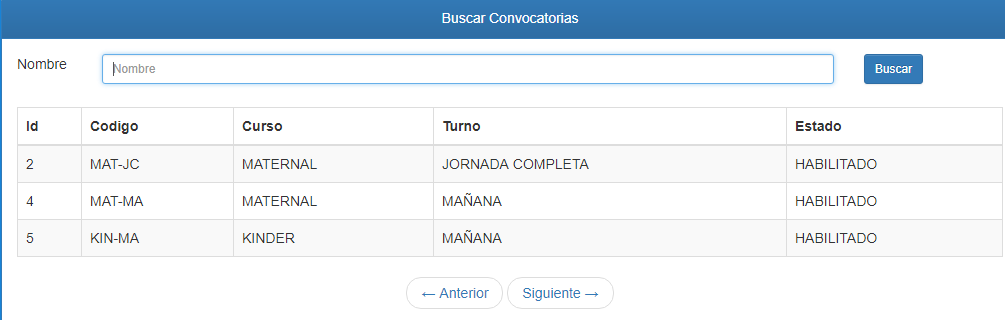 Buscar Convocatorias
Nombre Nombre Buscar
Id Codigo Curso Turno Estado
2 MAT-JC MATERNAL JORNADA COMPLETA HABILITADO
4 MAT-MA MATERNAL MAÑANA HABILITADO
5 KIN-MA KINDER MAÑANA HABILITADO
← Anterior Siguiente →